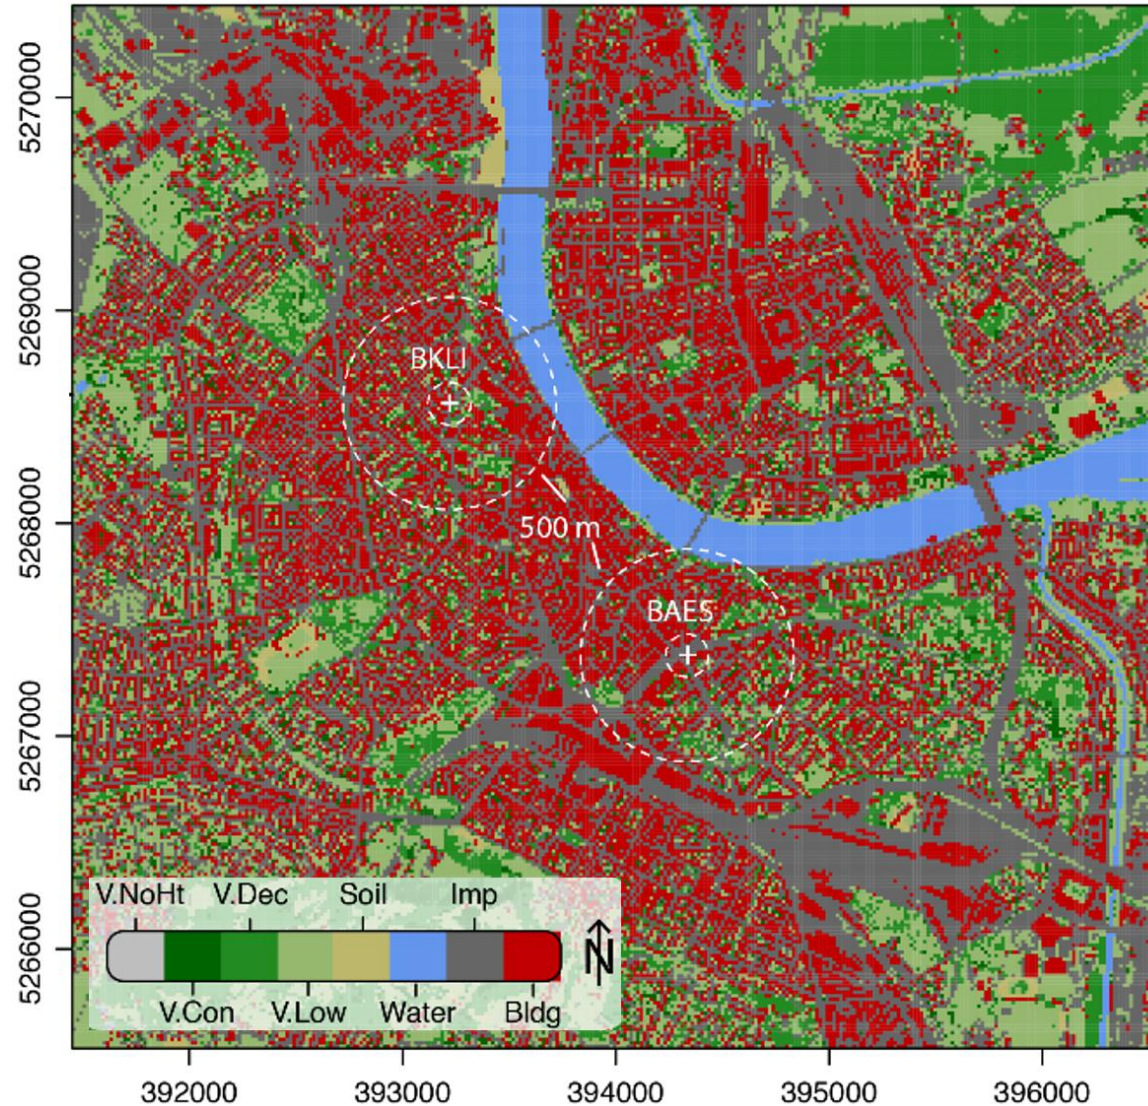 5270000
5269000
5268000
5267000
5266000
BKLI
500 m
BAES
V.NoHt V.Dec Soil Imp
V.Con V.Low Water Bldg
N
392000 393000 394000 395000 396000